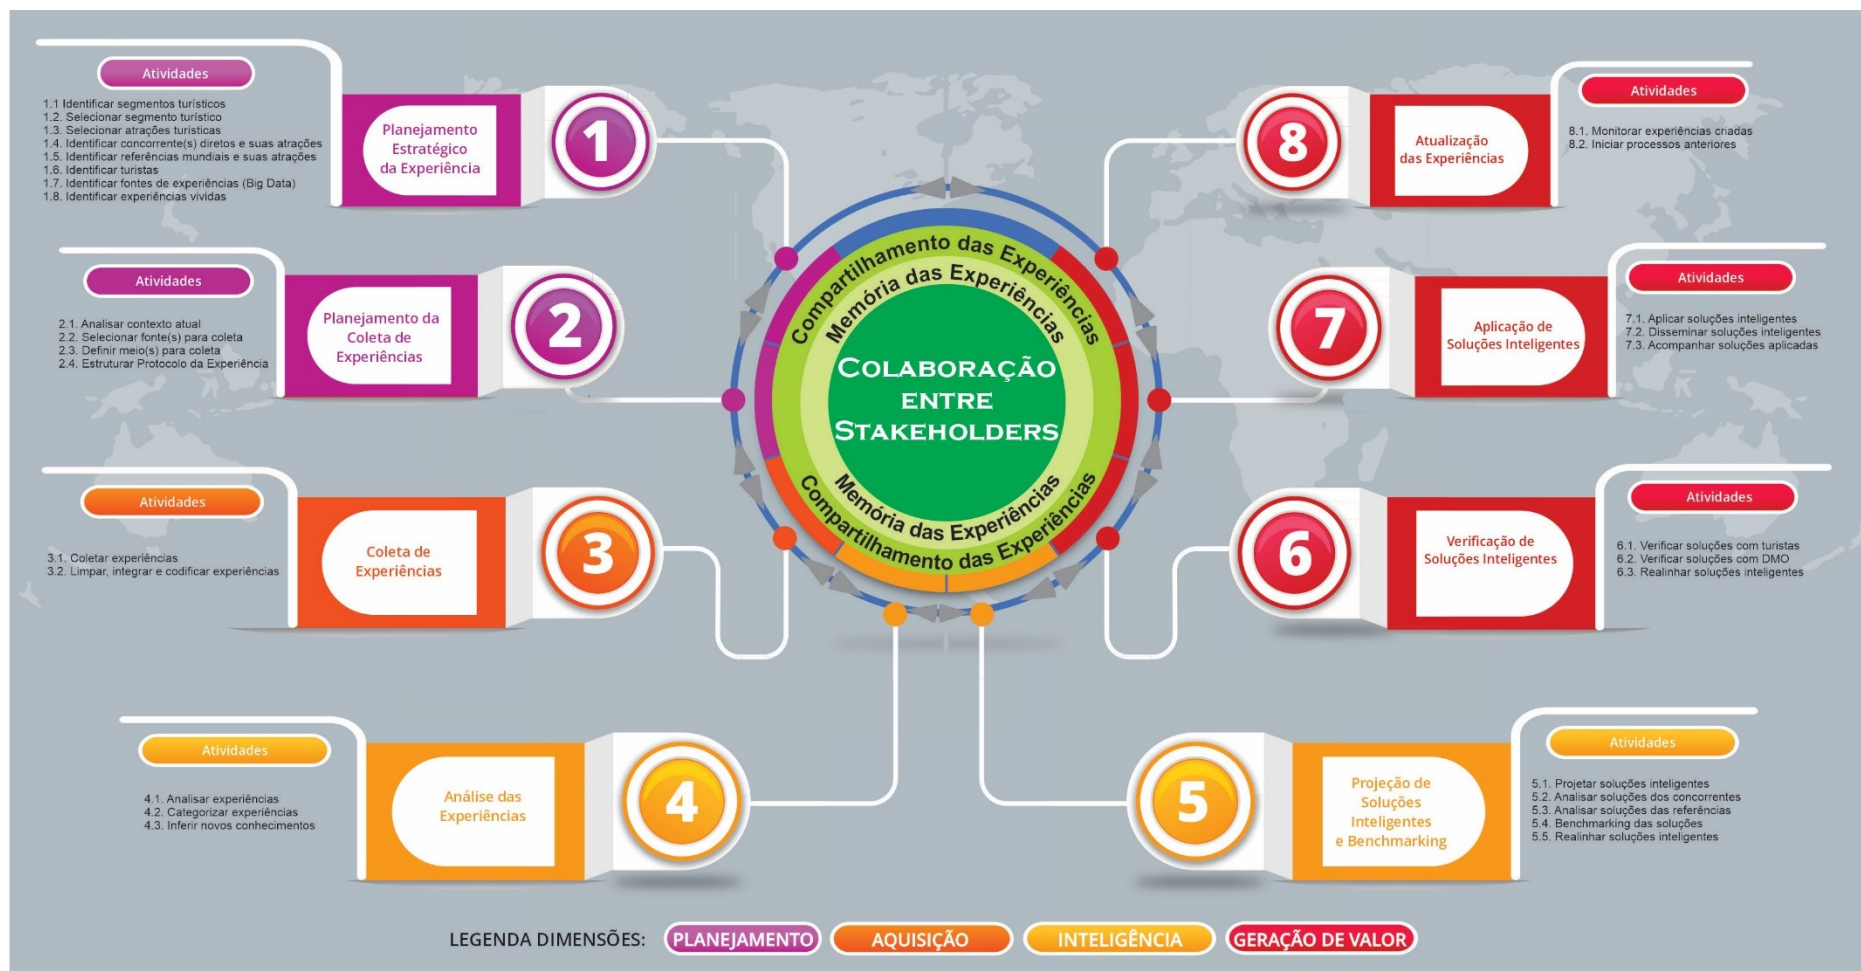 Atividades
1.1 Identificar segmentos turísticos
1.2. Selecionar segmento turístico
1.3. Selecionar atrações turísticas
1.4. Identificar concorrente(s) diretos e suas atrações
1.5. Identificar referências mundiais e suas atrações
1.6. Identificar turistas
1.7. Identificar fontes de experiências (Big Data)
1.8. Identificar experiências vividas
Planejamento
Estratégico
da Experiência
1
Atividades
2.1. Analisar contexto atual
2.2. Selecionar fonte(s) para coleta
2.3. Definir meio(s) para coleta
2.4. Estruturar Protocolo da Experiência
Planejamento da
Coleta de
Experiências
2
Atividades
3.1. Coletar experiências
3.2. Limpar, integrar e codificar experiências
Coleta de
Experiências
3
Atividades
4.1. Analisar experiências
4.2. Categorizar experiências
4.3. Inferir novos conhecimentos
Análise das
Experiências
4
Compartilhamento das Experiências
Memória das Experiências
COLABORAÇÃO
ENTRE
STAKEHOLDERS
Memória das Experiências
Compartilhamento das Experiências
8
Atualização
das Experiências
Atividades
8.1. Monitorar experiências criadas
8.2. Iniciar processos anteriores
7
Aplicação de
Soluções Inteligentes
Atividades
7.1. Aplicar soluções inteligentes
7.2. Disseminar soluções inteligentes
7.3. Acompanhar soluções aplicadas
6
Verificação de
Soluções Inteligentes
Atividades
6.1. Verificar soluções com turistas
6.2. Verificar soluções com DMO
6.3. Realinhar soluções inteligentes
5
Projeção de
Soluções
Inteligentes
e Benchmarking
Atividades
5.1. Projetar soluções inteligentes
5.2. Analisar soluções dos concorrentes
5.3. Analisar soluções das referências
5.4. Benchmarking das soluções
5.5. Realinhar soluções inteligentes
LEGENDA DIMENSÕES: PLANEJAMENTO AQUISIÇÃO INTELIGÊNCIA GERAÇÃO DE VALOR